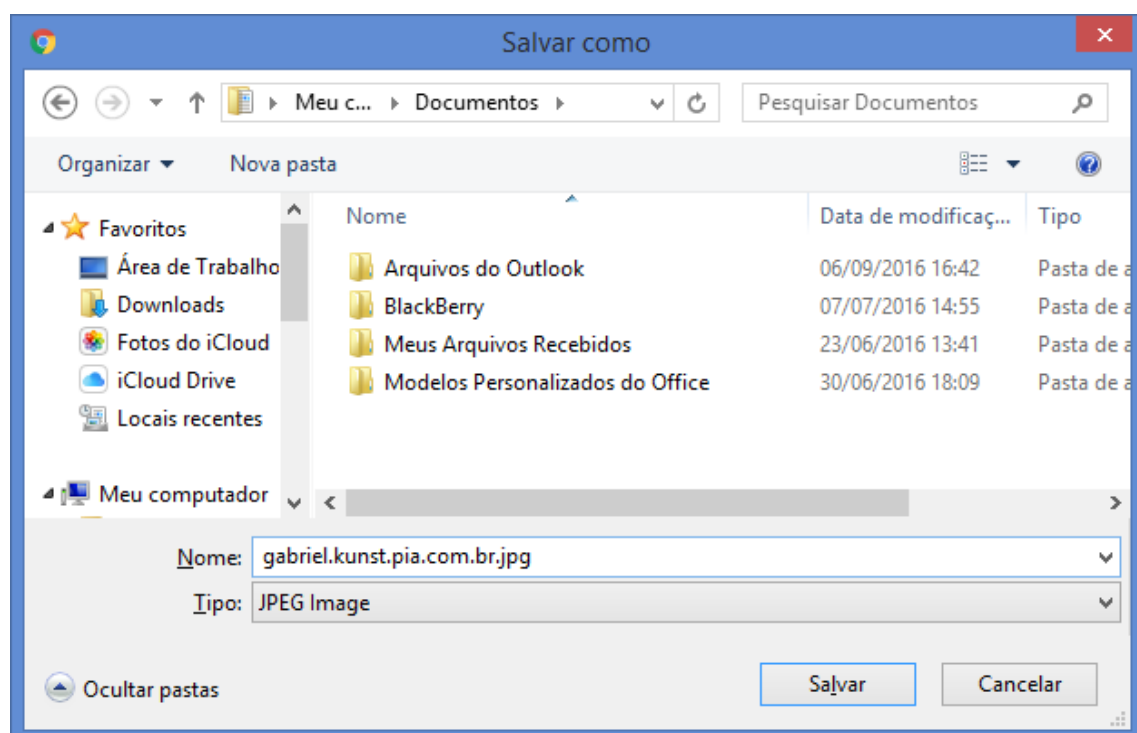 Salvar como
Meu c... Documentos
Pesquisar Documentos
Organizar Nova pasta
Nome Data de modificaç... Tipo
Favoritos
Área de Trabalho
Downloads
Fotos do iCloud
iCloud Drive
Locais recentes
Meu computador
Arquivos do Outlook 06/09/2016 16:42 Pasta de a
BlackBerry 07/07/2016 14:55 Pasta de a
Meus Arquivos Recebidos 23/06/2016 13:41 Pasta de a
Modelos Personalizados do Office 30/06/2016 18:09 Pasta de a
Nome: gabriel.kunst.pia.com.br.jpg
Tipo: JPEG Image
Ocultar pastas
Salvar Cancelar